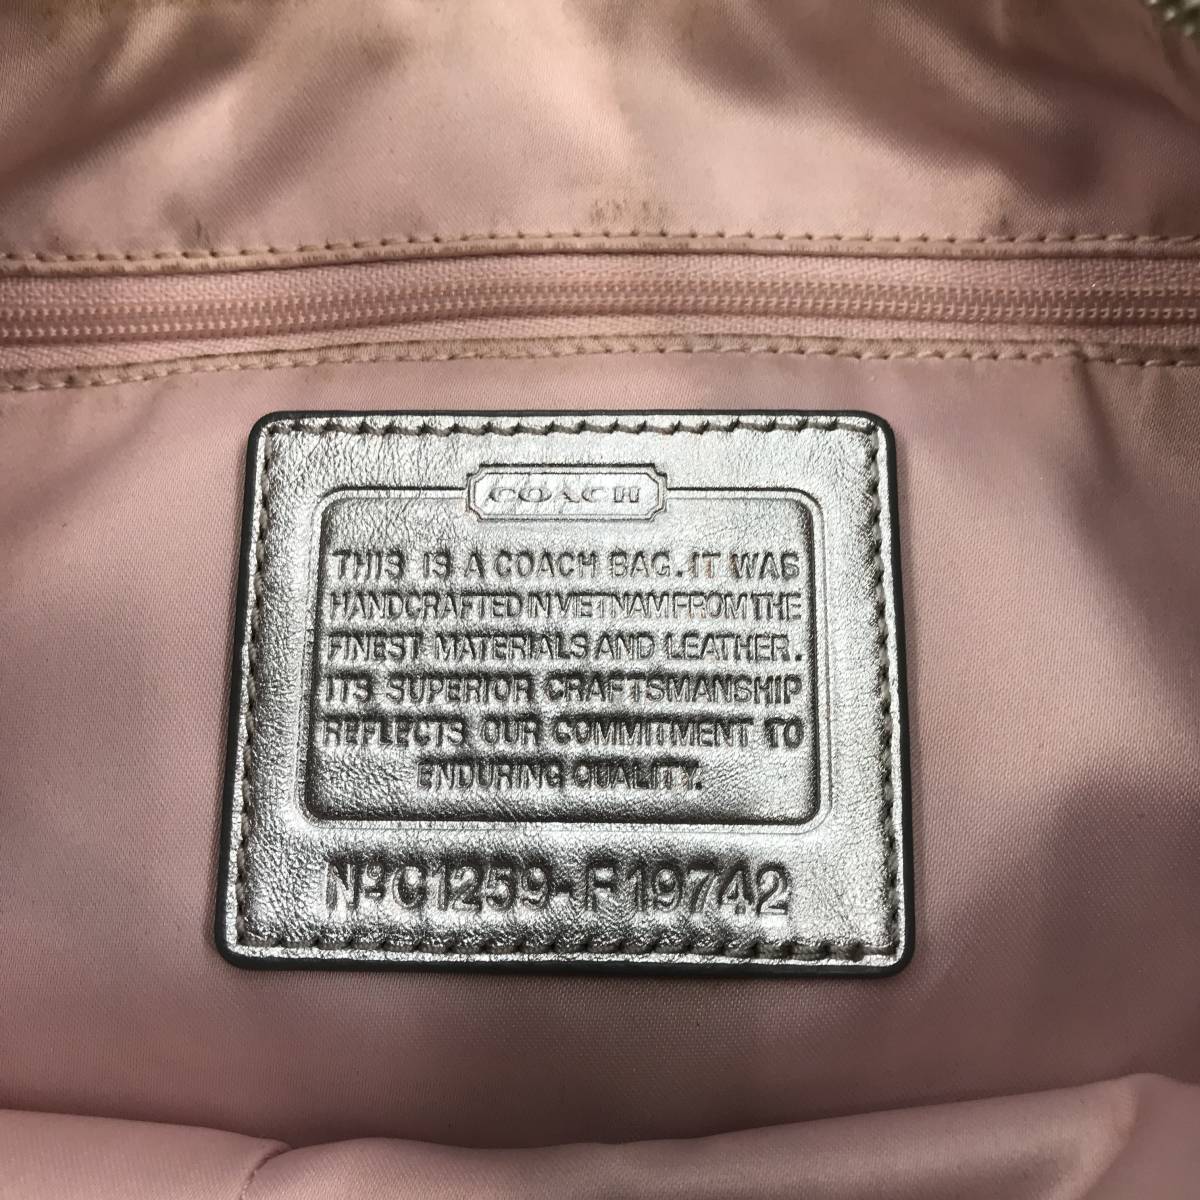 COACH
THIS IS A COACH BAG. IT WAS
HANDCRAFTED IN VIETNAM FROM THE
FINEST MATERIALS AND LEATHER.
ITS SUPERIOR CRAFTSMANSHIP
REFLECTS OUR COMMITMENT TO
ENDURING QUALITY.
Nº C1259-F19742